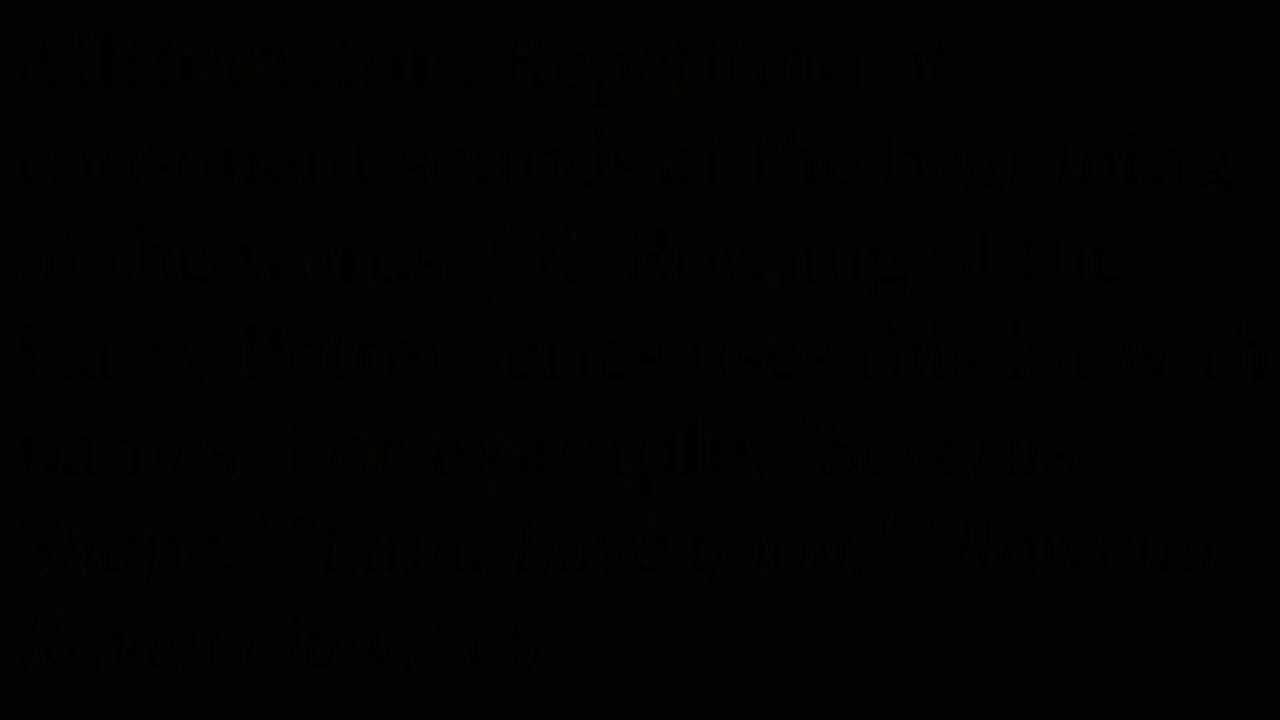 Alliteration: Repetition of
consonant sounds at the beginning
of the words. J.K. Rowling of the
Harry Potter series uses this lot with
names. For example. "Severus
Snape." "Luna Love good," "Rowena
Raven claw," etc.